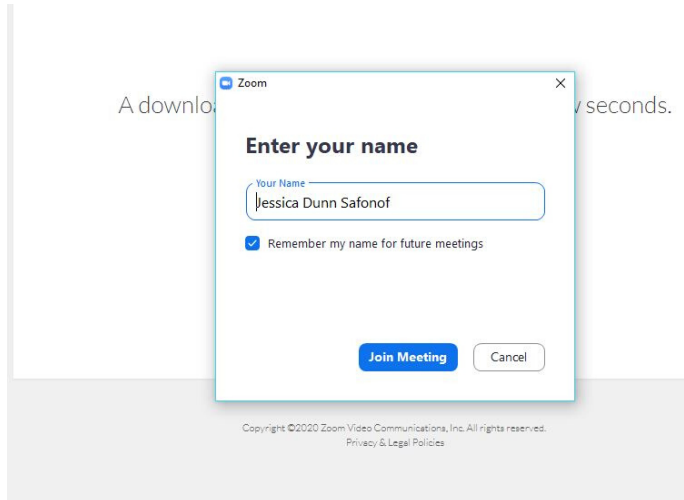 Zoom
A downlo
seconds.
Enter your name
Your Name
Jessica Dunn Safonof
Remember my name for future meetings
Join Meeting
Cancel
Copyright ©2020 Zoom Video Communications, Inc. All rights reserved.
Privacy & Legal Policies